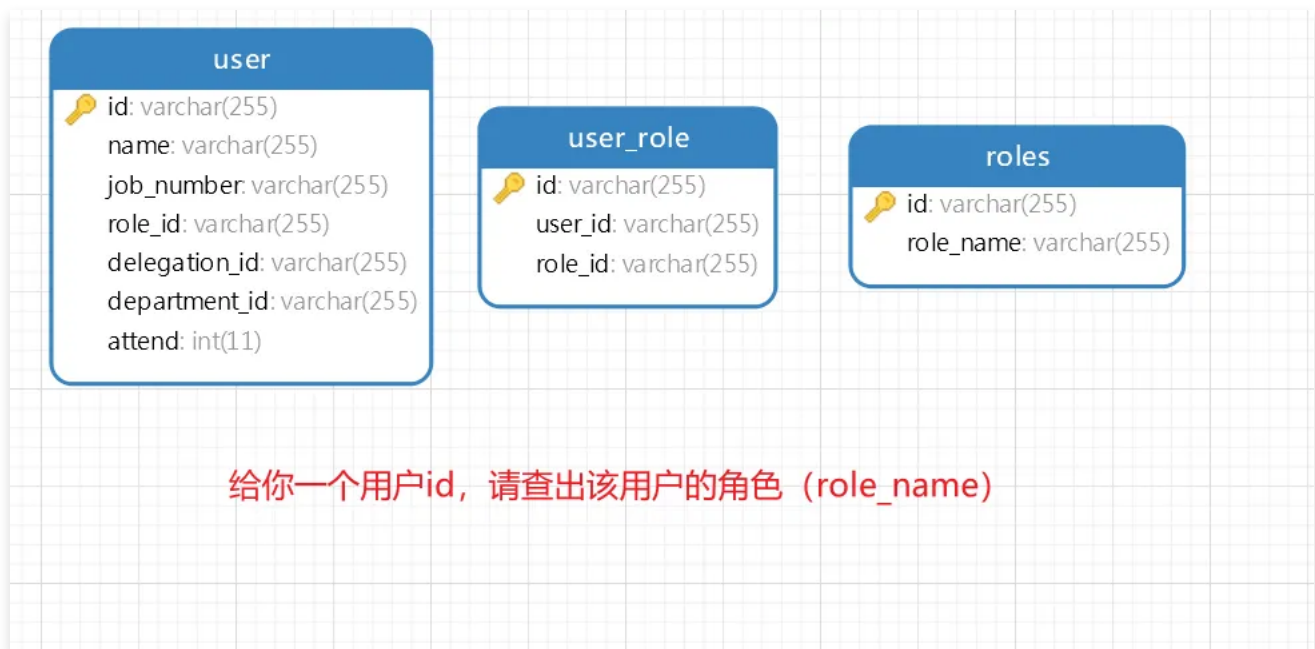 user
id: varchar(255)
name: varchar(255)
job_number: varchar(255)
role_id: varchar(255)
delegation_id: varchar(255)
department_id: varchar(255)
attend: int(11)
user_role
id: varchar(255)
user_id: varchar(255)
role_id: varchar(255)
roles
id: varchar(255)
role_name: varchar(255)
给你一个用户id，请查出该用户的角色（role_name）